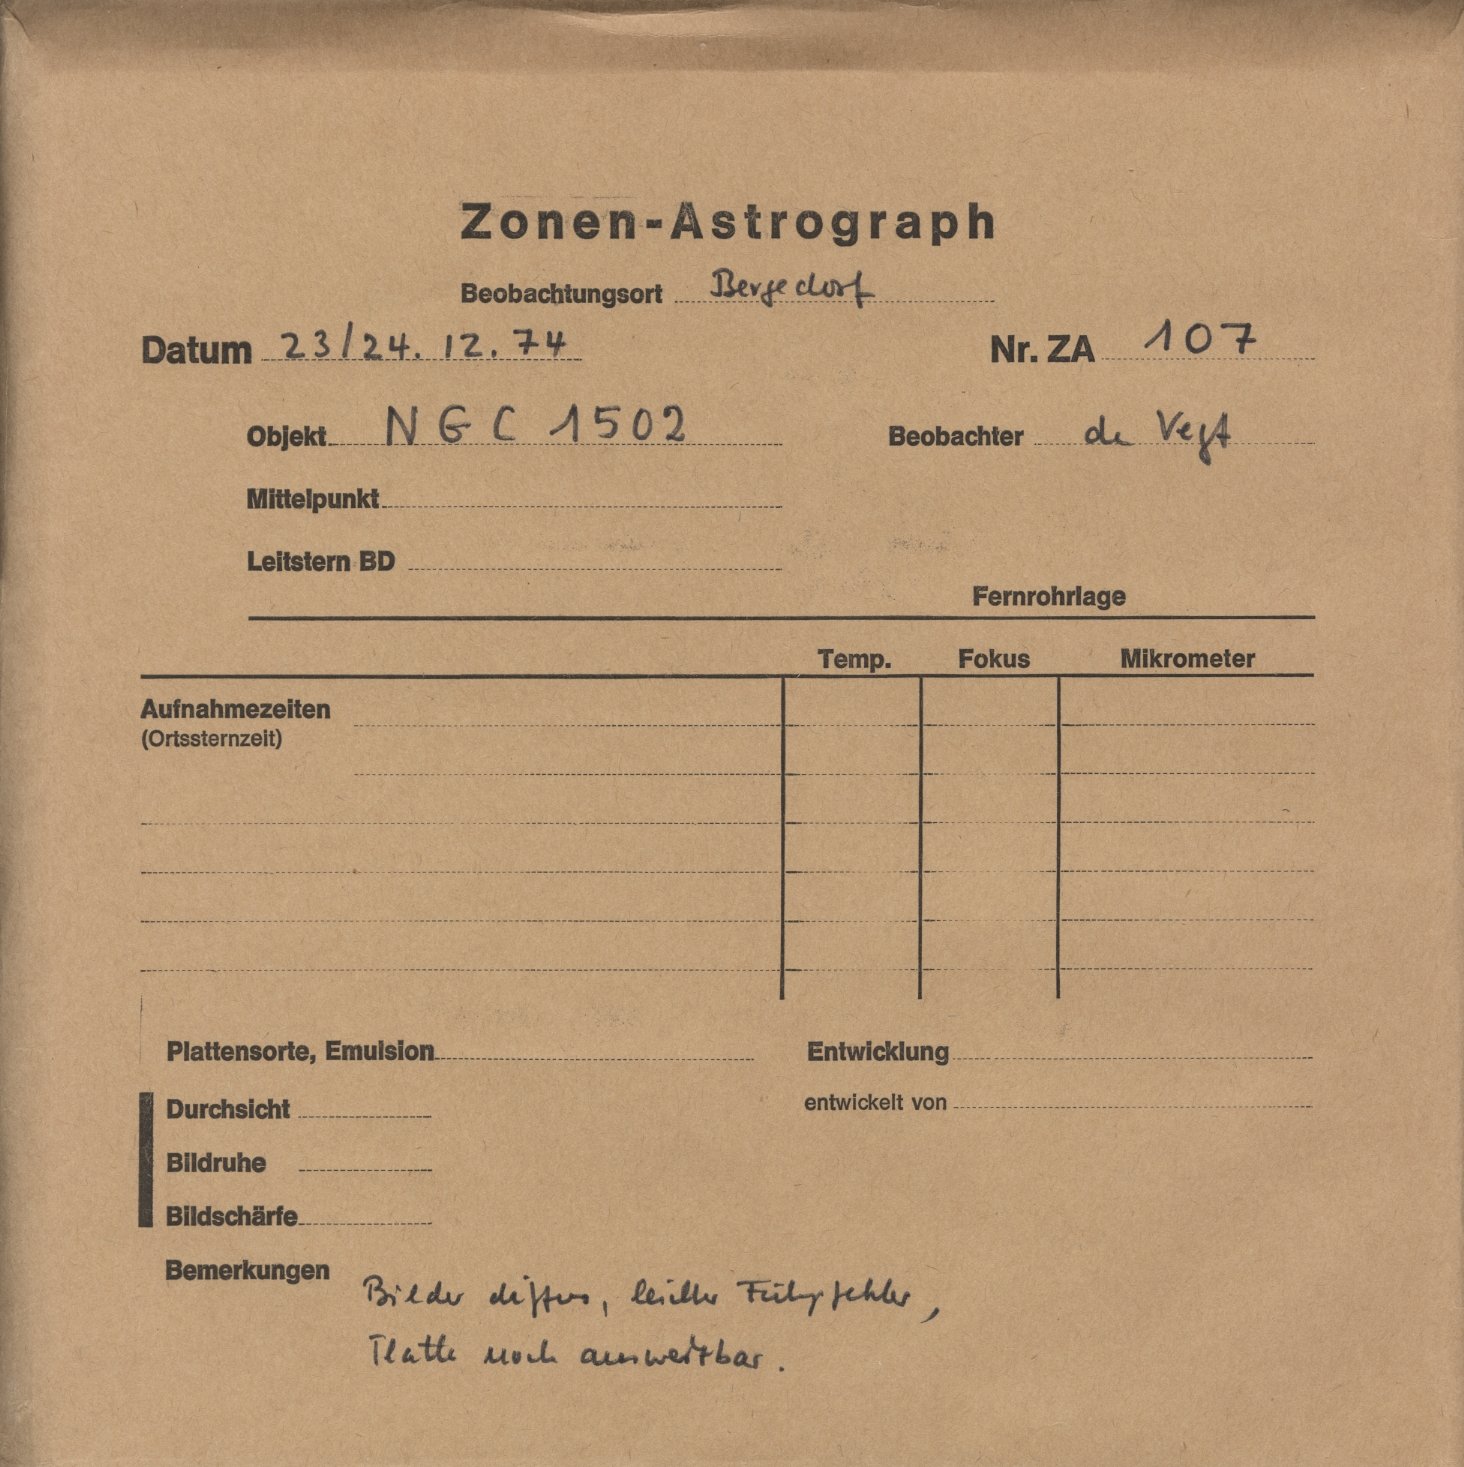 Zonen-Astrograph
Beobachtungsort Bergedorf
Datum 23/24. 12. 74 Nr. ZA 107
Objekt NGC 1502 Beobachter de Vegt
Mittelpunkt
Leitstern BD
Fernrohrlage
Temp. Fokus Mikrometer
Aufnahmezeiten
(Ortssternzeit)
Plattensorte, Emulsion Entwicklung
Durchsicht entwickelt von
Bildruhe
Bildschärfe
Bemerkungen
Bilder diffus, leichter Führgsfehler,
Platte noch auswertbar.